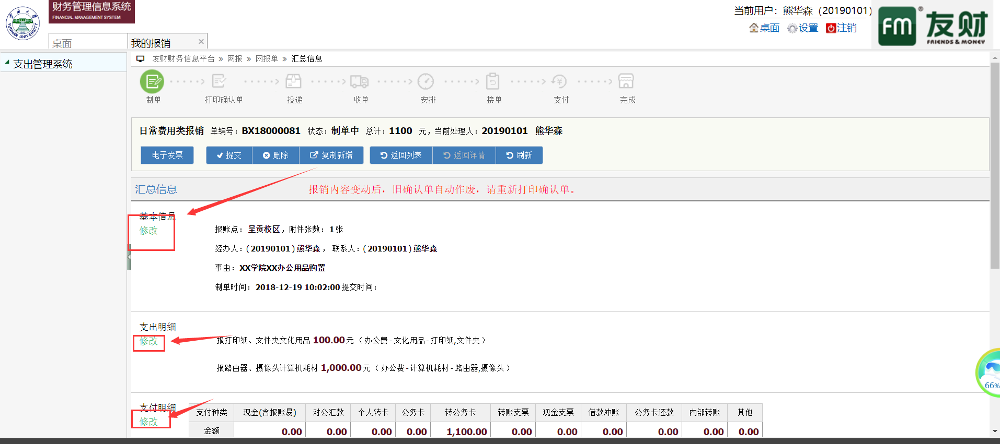 财务管理信息系统
FINANCIAL MANAGEMENT SYSTEM
YUNNAN UNIVERSITY
当前用户：熊华森（20190101）
桌面 设置 注销
fm 友财
FRIENDS & MONEY
桌面 我的报销 ×
支出管理系统
友财财务信息平台 » 网报 » 网报单 » 汇总信息
制单 打印确认单 投递 收单 安排 接单 支付 完成
日常费用类报销 单编号：BX18000081 状态：制单中 总计：1100 元，当前处理人：20190101 熊华森
电子发票 提交 删除 复制新增 返回列表 返回详情 刷新
汇总信息 报销内容变动后，旧确认单自动作废，请重新打印确认单。
基本信息
修改
报账点：呈贡校区，附件张数：1张
经办人：(20190101)熊华森， 联系人：(20190101)熊华森
事由：XX学院XX办公用品购置
制单时间：2018-12-19 10:02:00提交时间：
支出明细
修改
报打印纸、文件夹文化用品 100.00元（办公费-文化用品-打印纸,文件夹）
报路由器、摄像头计算机耗材 1,000.00元（办公费-计算机耗材-路由器,摄像头）
66%
支付明细
修改
支付种类 现金(含报账易) 对公汇款 个人转卡 公务卡 转公务卡 转账支票 现金支票 借款冲账 公务卡还款 内部转账 其他
金额 0.00 0.00 0.00 0.00 1,100.00 0.00 0.00 0.00 0.00 0.00 0.00